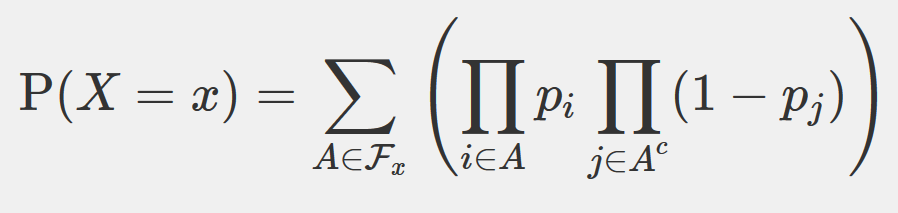 P(X = x) = ∑_{A∈ℱ_x} (∏_{i∈A} p_i ∏_{j∈A^c} (1 − p_j))